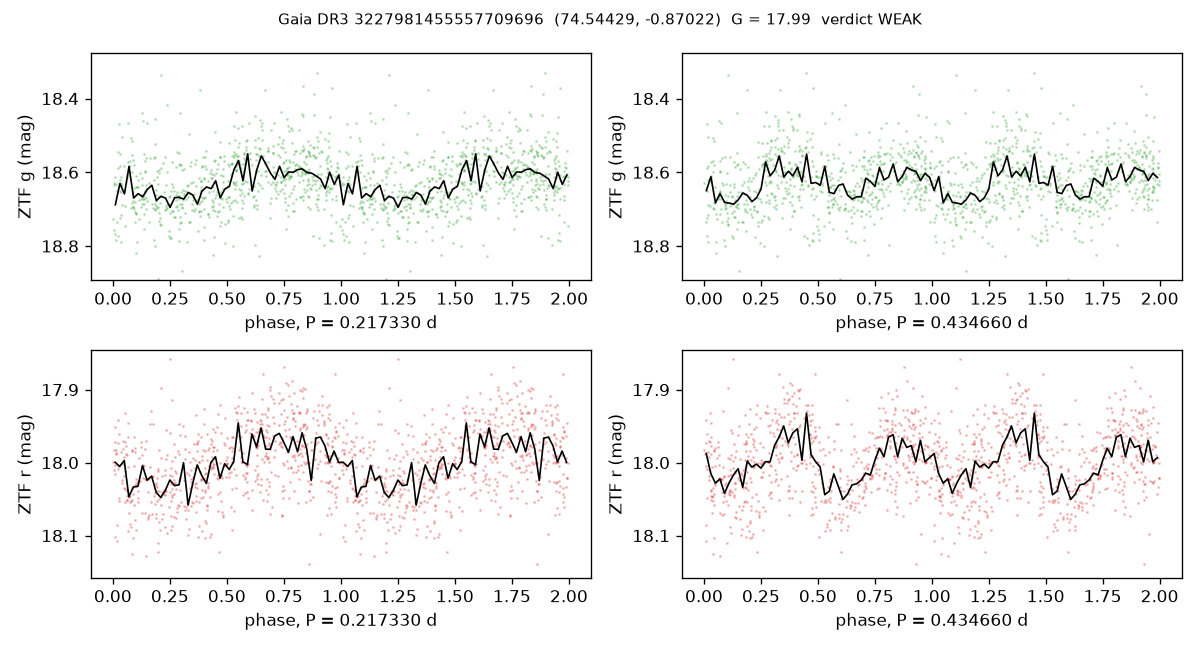 Gaia DR3 3227981455557709696  (74.54429, -0.87022)  G = 17.99  verdict WEAK
ZTF g (mag)
18.4
18.6
18.8
0.00 0.25 0.50 0.75 1.00 1.25 1.50 1.75 2.00
phase, P = 0.217330 d
ZTF g (mag)
18.4
18.6
18.8
0.00 0.25 0.50 0.75 1.00 1.25 1.50 1.75 2.00
phase, P = 0.434660 d
ZTF r (mag)
17.9
18.0
18.1
0.00 0.25 0.50 0.75 1.00 1.25 1.50 1.75 2.00
phase, P = 0.217330 d
ZTF r (mag)
17.9
18.0
18.1
0.00 0.25 0.50 0.75 1.00 1.25 1.50 1.75 2.00
phase, P = 0.434660 d